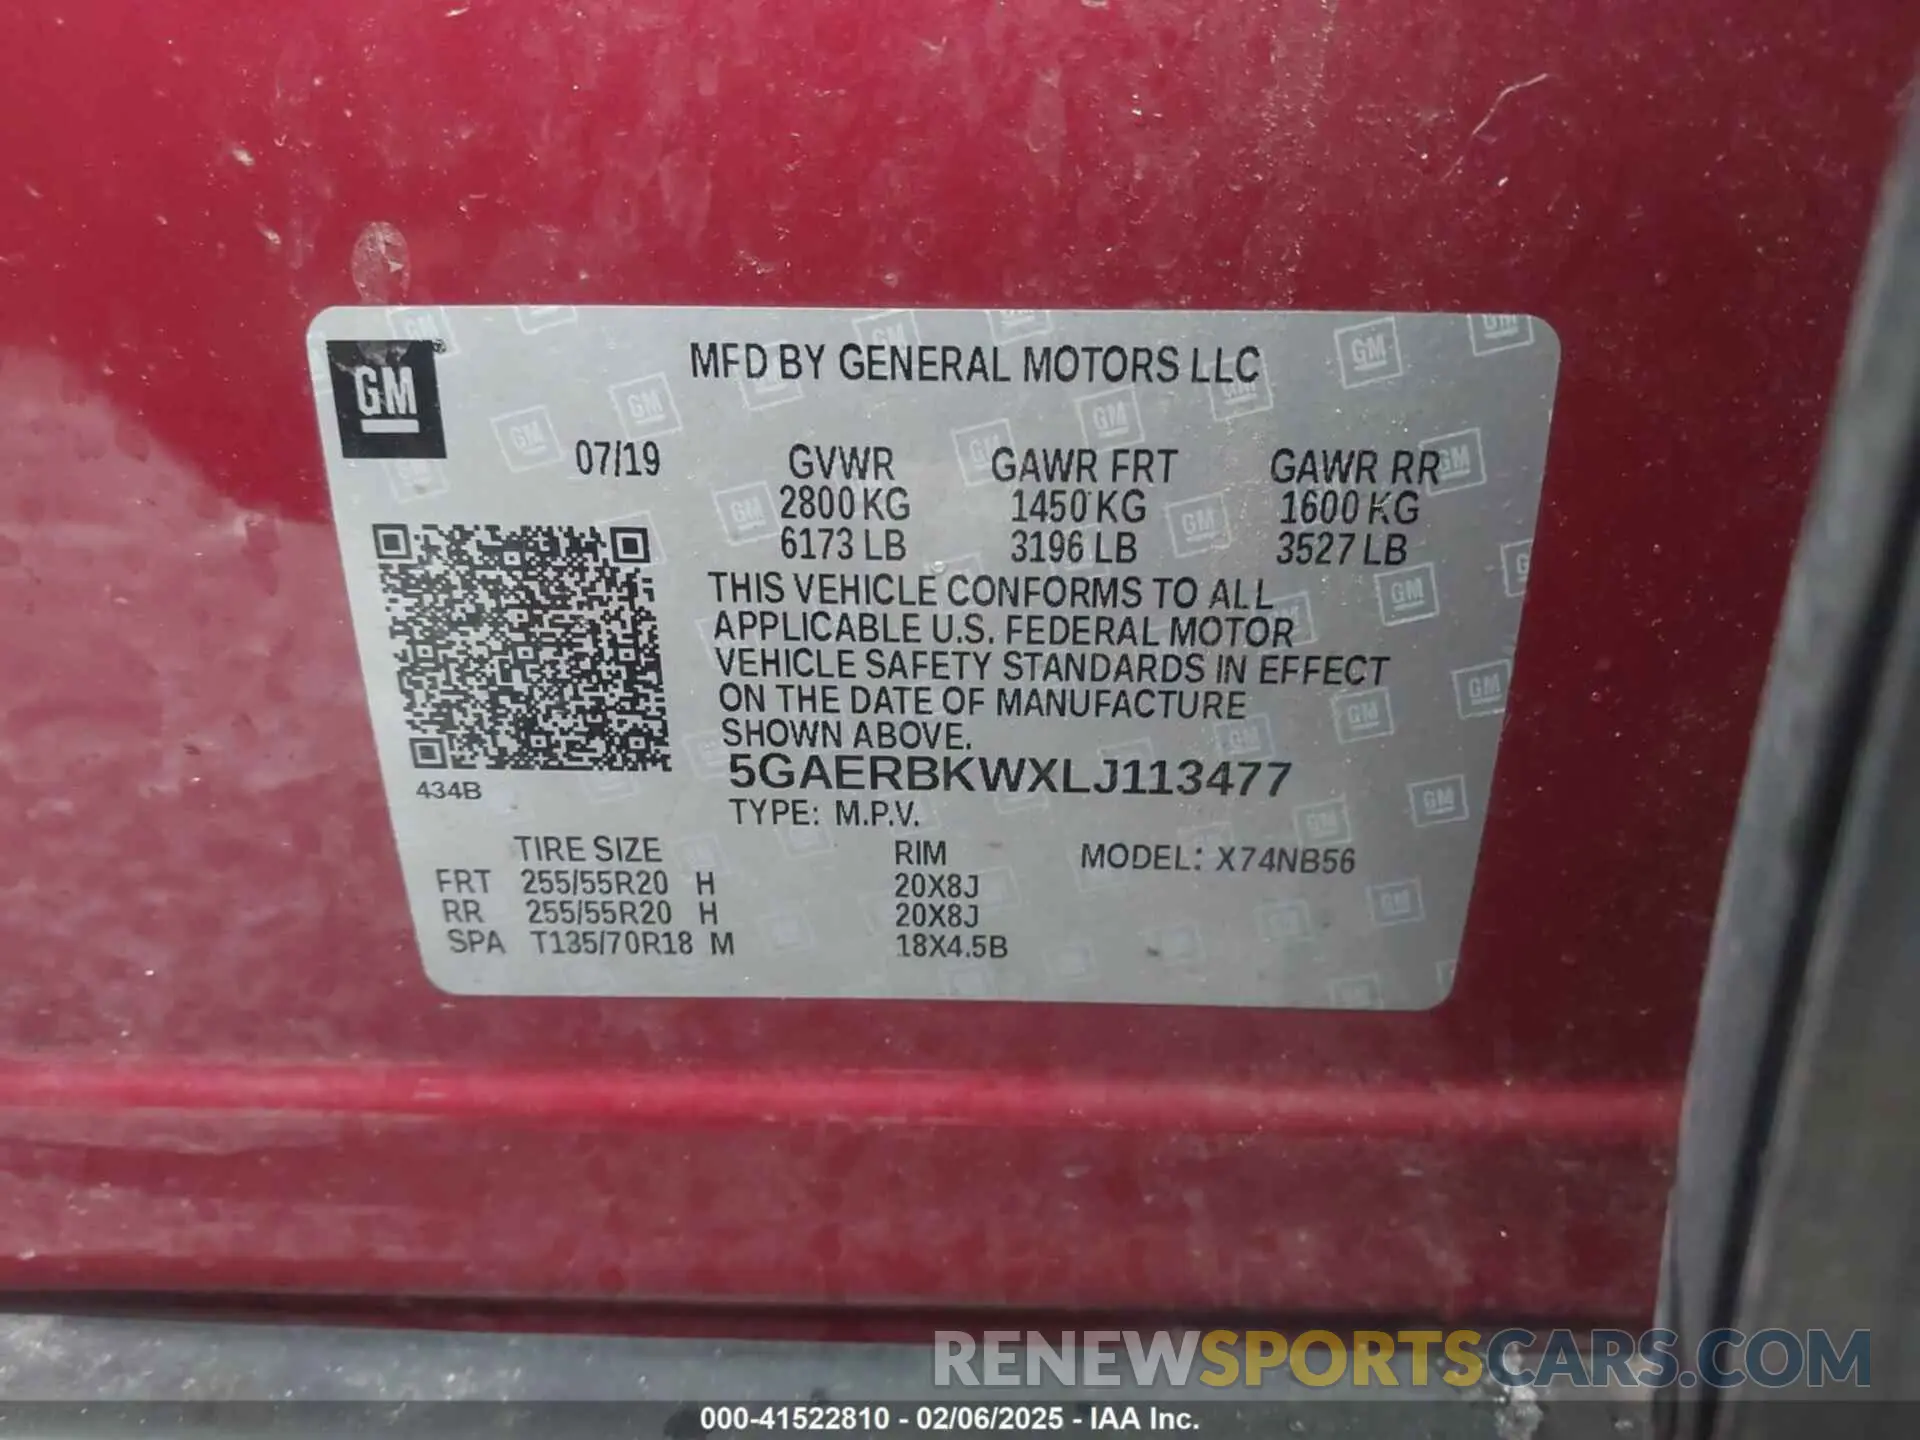 MFD BY GENERAL MOTORS LLC
GM
07/19 GVWR GAWR FRT GAWR RR
2800 KG 1450 KG 1600 KG
6173 LB 3196 LB 3527 LB
THIS VEHICLE CONFORMS TO ALL
APPLICABLE U.S. FEDERAL MOTOR
VEHICLE SAFETY STANDARDS IN EFFECT
ON THE DATE OF MANUFACTURE
SHOWN ABOVE.
5GAERBKWXLJ113477
434B
TYPE: M.P.V.
TIRE SIZE RIM MODEL: X74NB56
FRT 255/55R20 H 20X8J
RR 255/55R20 H 20X8J
SPA T135/70R18 M 18X4.5B
RENEWSPORTSCARS.COM
000-41522810 - 02/06/2025 - IAA Inc.